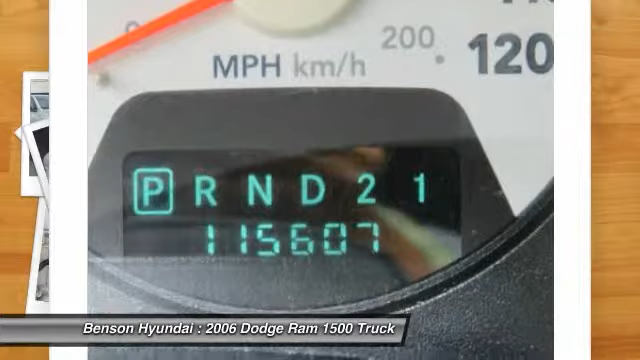 200
MPH km/h
120
P R N D 2 1
115607
Benson Hyundai : 2006 Dodge Ram 1500 Truck